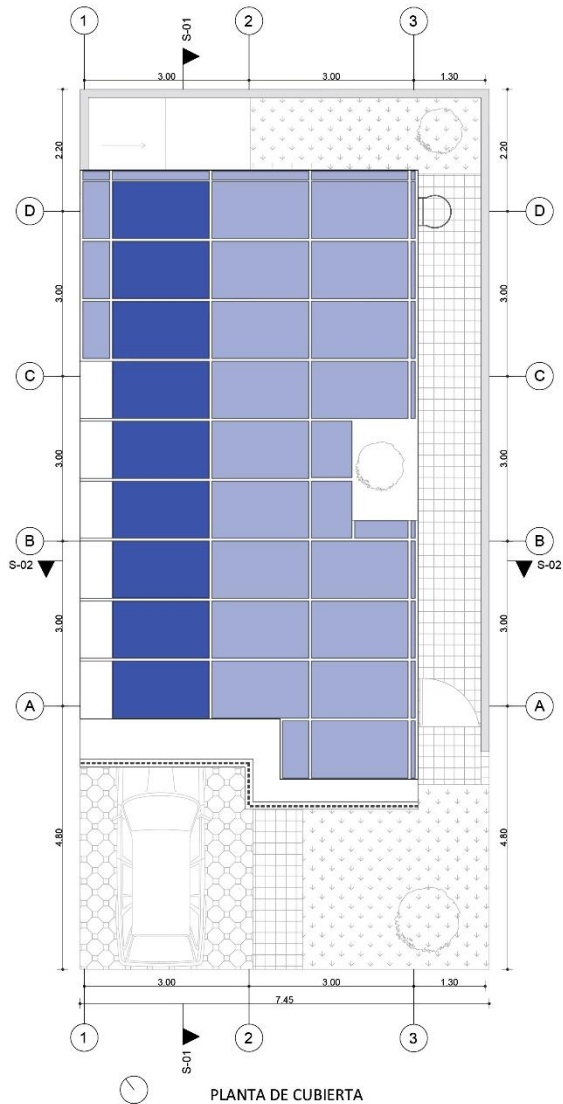 1 2 3
S-01
3.00 3.00 1.30
2.20 2.20
D D
3.00 3.00
C C
3.00 3.00
B B
S-02 S-02
3.00 3.00
A A
4.80 4.80
3.00 3.00 1.30
7.45
1 2 3
S-01
PLANTA DE CUBIERTA